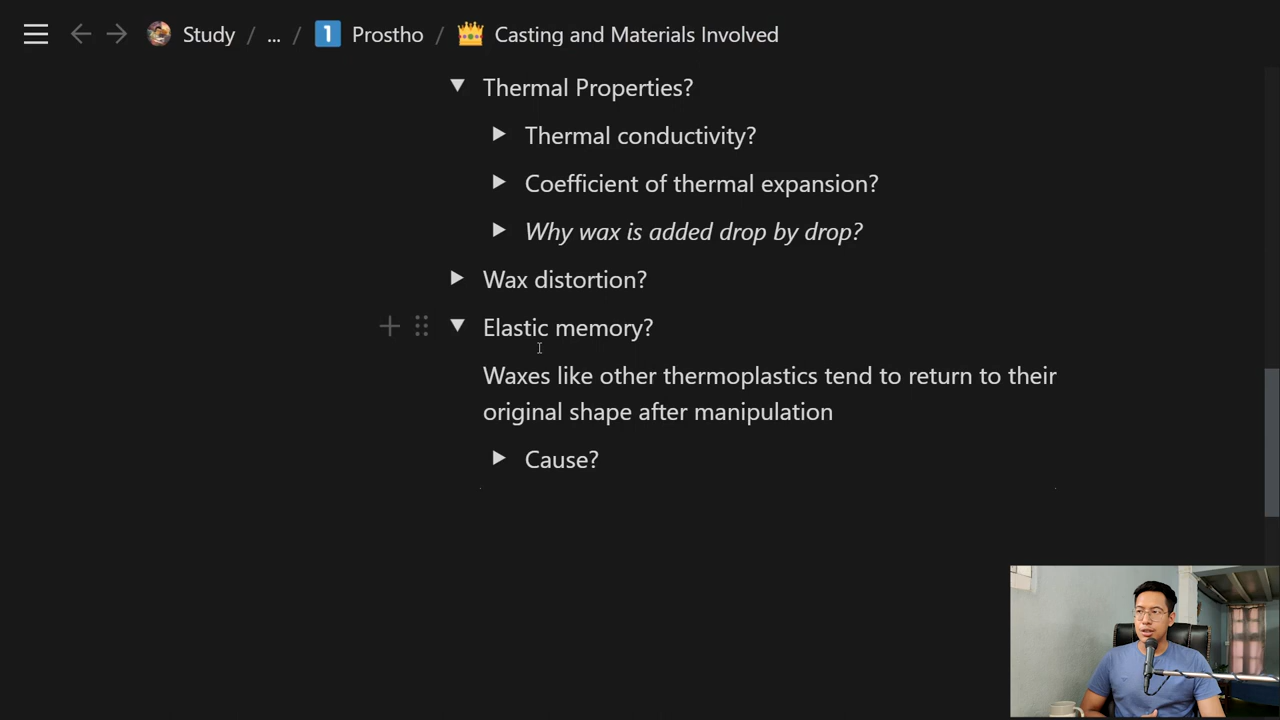 Study / ... / 1 Prostho / Casting and Materials Involved
Thermal Properties?
Thermal conductivity?
Coefficient of thermal expansion?
Why wax is added drop by drop?
Wax distortion?
Elastic memory?
Waxes like other thermoplastics tend to return to their
original shape after manipulation
Cause?